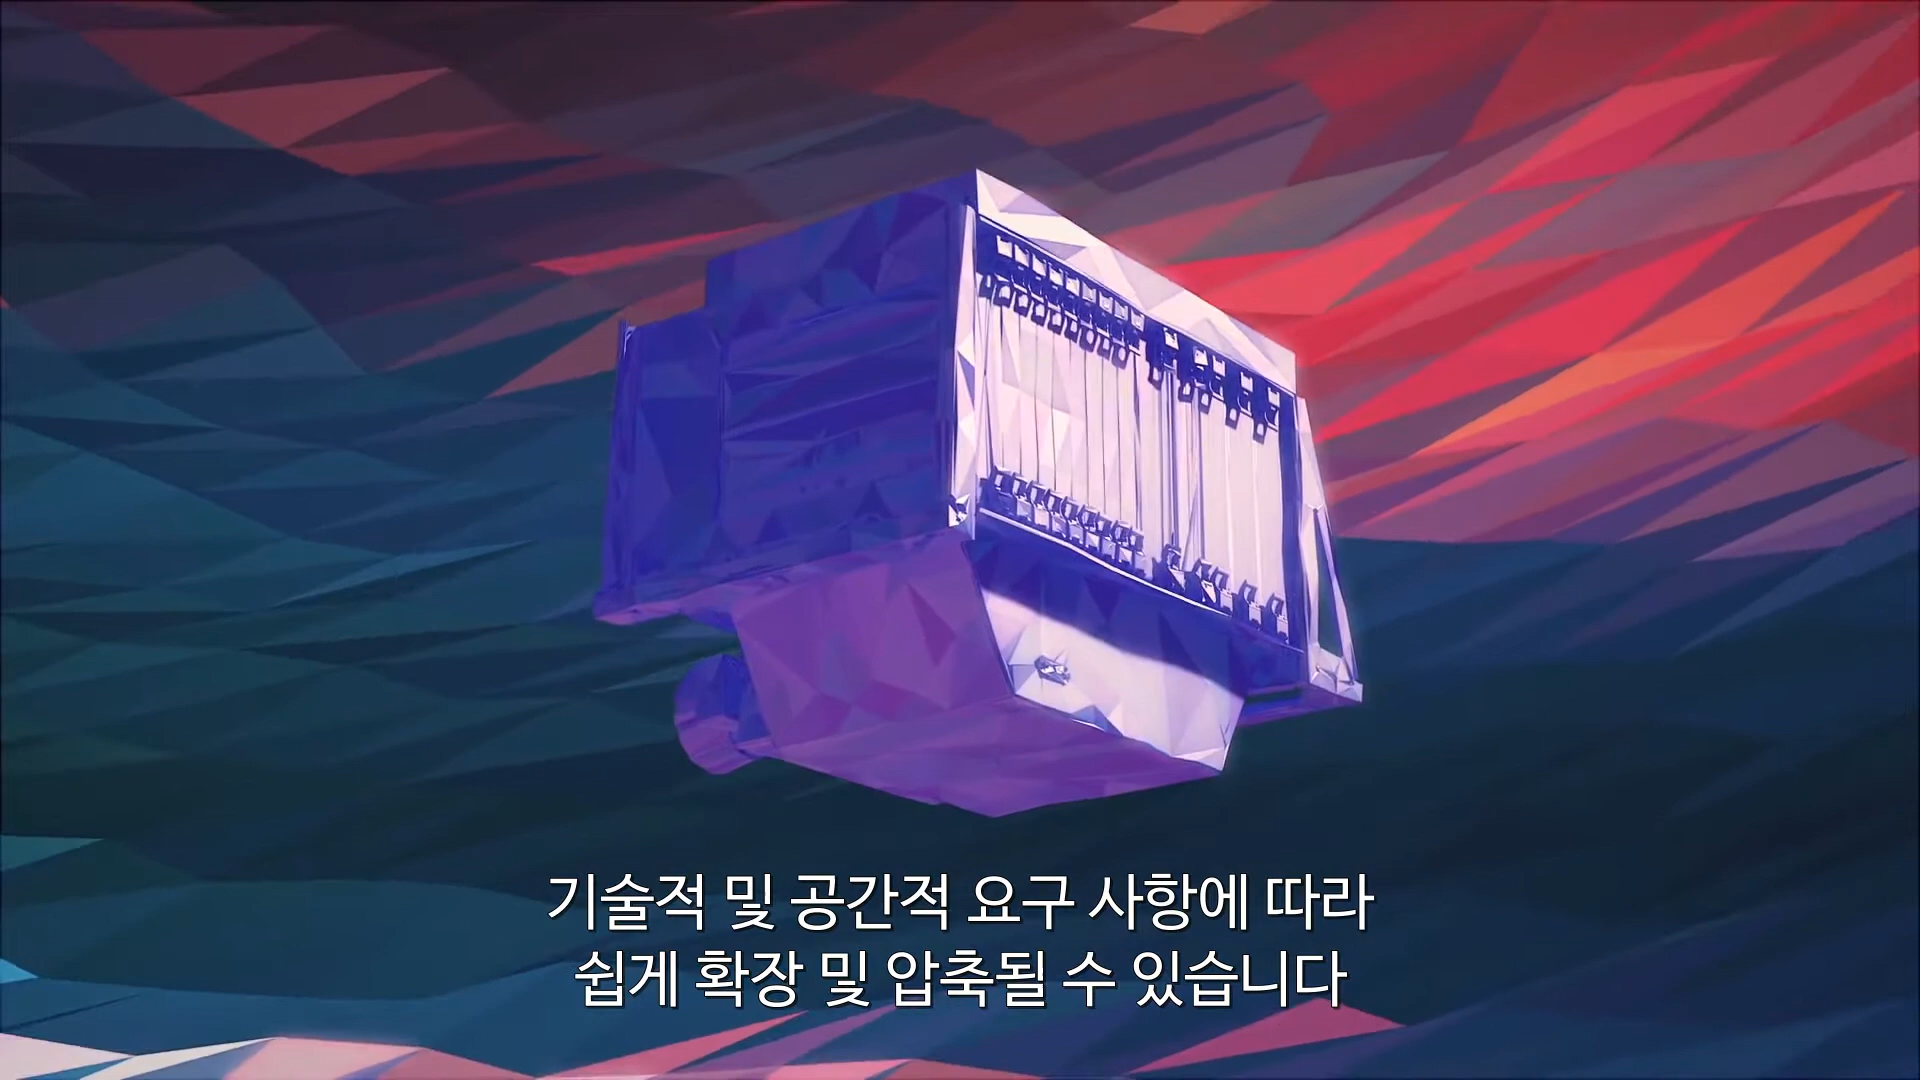 기술적 및 공간적 요구 사항에 따라
쉽게 확장 및 압축될 수 있습니다